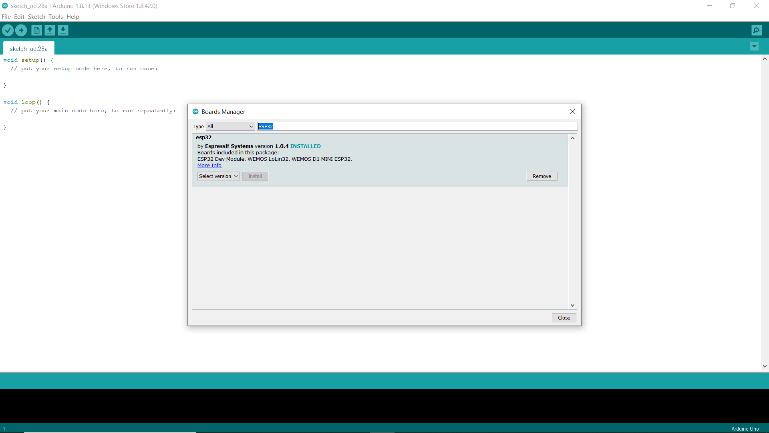 sketch_oct28a | Arduino 1.8.13 (Windows Store 1.8.42.0)
File Edit Sketch Tools Help
void setup() {
// put your setup code here, to run once:
}
void loop() {
// put your main code here, to run repeatedly:
}
Boards Manager
Type All esp32
esp32
by Espressif Systems version 1.0.4 INSTALLED
Boards included in this package:
ESP32 Dev Module, WEMOS LoLin32, WEMOS D1 MINI ESP32.
More Info
Select version Install Remove
Close
1 Arduino Uno